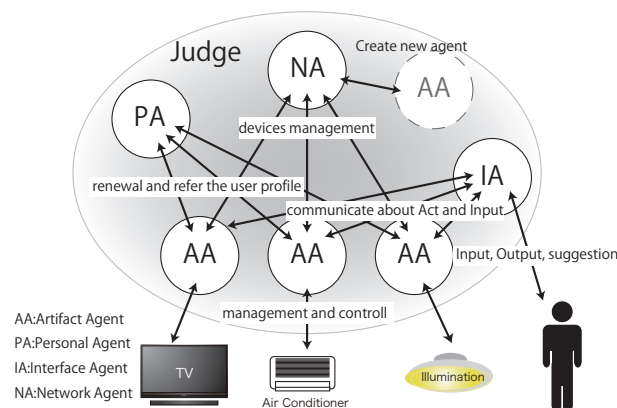 Judge
Create new agent
NA
AA
PA
devices management
IA
renewal and refer the user profile
communicate about Act and Input
AA
AA
AA
Input, Output, suggestion
management and controll
AA:Artifact Agent
PA:Personal Agent
IA:Interface Agent
NA:Network Agent
TV
Air Conditioner
Illumination